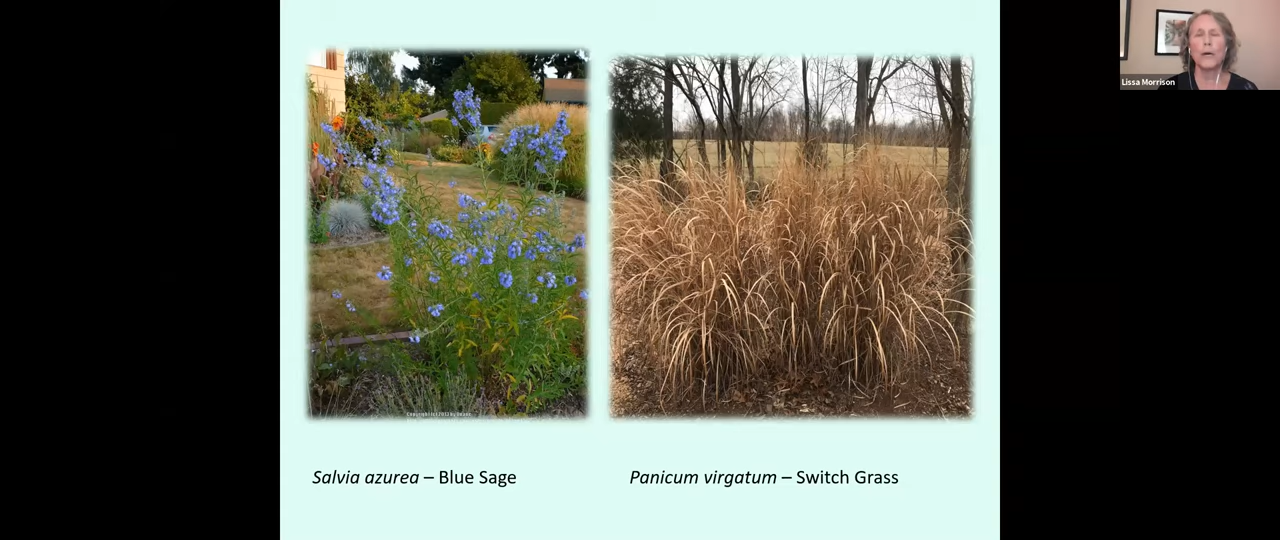 Lissa Morrison
Salvia azurea – Blue Sage
Panicum virgatum – Switch Grass